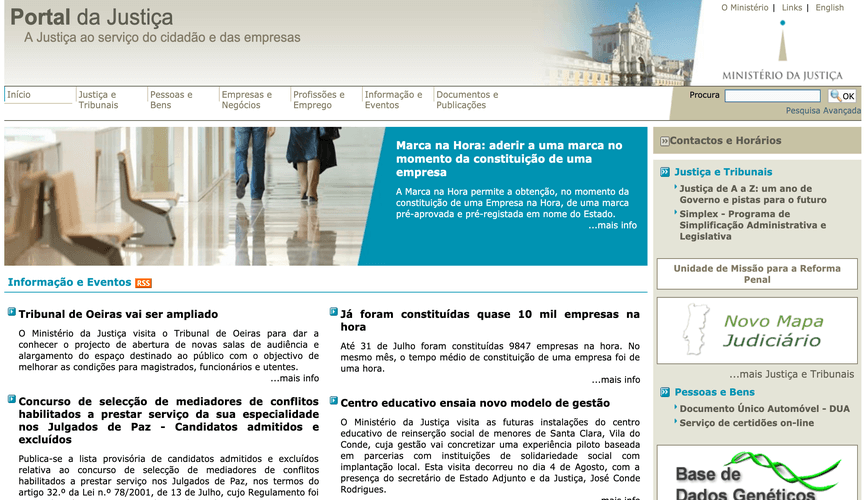 Portal da Justiça
A Justiça ao serviço do cidadão e das empresas
O Ministério | Links | English
MINISTÉRIO DA JUSTIÇA
Início
Justiça e
Tribunais
Pessoas e
Bens
Empresas e
Negócios
Profissões e
Emprego
Informação e
Eventos
Documentos e
Publicações
Procura
OK
Pesquisa Avançada
Marca na Hora: aderir a uma marca no
momento da constituição de uma
empresa
A Marca na Hora permite a obtenção, no momento da
constituição de uma Empresa na Hora, de uma marca
pré-aprovada e pré-registada em nome do Estado.
...mais info
Informação e Eventos RSS
Tribunal de Oeiras vai ser ampliado
O Ministério da Justiça visita o Tribunal de Oeiras para dar a
conhecer o projecto de abertura de novas salas de audiência e
alargamento do espaço destinado ao público com o objectivo de
melhorar as condições para magistrados, funcionários e utentes.
...mais info
Concurso de selecção de mediadores de conflitos
habilitados a prestar serviço da sua especialidade
nos Julgados de Paz - Candidatos admitidos e
excluídos
Publica-se a lista provisória de candidatos admitidos e excluídos
relativa ao concurso de selecção de mediadores de conflitos
habilitados a prestar serviço nos Julgados de Paz, nos termos do
artigo 32.º da Lei n.º 78/2001, de 13 de Julho, cujo Regulamento foi
Já foram constituídas quase 10 mil empresas na
hora
Até 31 de Julho foram constituídas 9847 empresas na hora. No
mesmo mês, o tempo médio de constituição de uma empresa foi de
uma hora.
...mais info
Centro educativo ensaia novo modelo de gestão
O Ministério da Justiça visita as futuras instalações do centro
educativo de reinserção social de menores de Santa Clara, Vila do
Conde, cuja gestão vai concretizar uma experiência piloto baseada
em parcerias com instituições de solidariedade social com
implantação local. Esta visita decorreu no dia 4 de Agosto, com a
presença do secretário de Estado Adjunto e da Justiça, José Conde
Rodrigues.
...mais info
Contactos e Horários
Justiça e Tribunais
Justiça de A a Z: um ano de
Governo e pistas para o futuro
Simplex - Programa de
Simplificação Administrativa e
Legislativa
Unidade de Missão para a Reforma
Penal
Novo Mapa
Judiciário
...mais Justiça e Tribunais
Pessoas e Bens
Documento Único Automóvel - DUA
Serviço de certidões on-line
Base de
Dados Genéticos